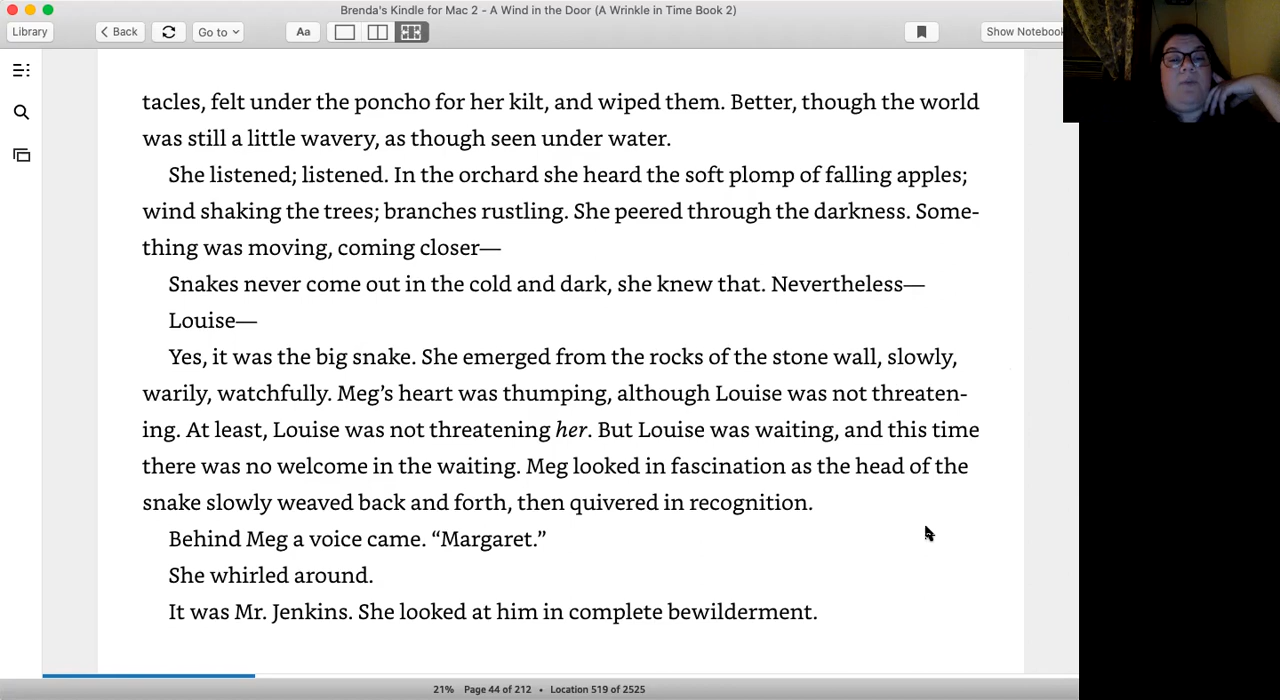 Brenda's Kindle for Mac 2 - A Wind in the Door (A Wrinkle in Time Book 2)
Library
Back
Go to
Aa
Show Notebook
tacles, felt under the poncho for her kilt, and wiped them. Better, though the world
was still a little wavery, as though seen under water.
She listened; listened. In the orchard she heard the soft plomp of falling apples;
wind shaking the trees; branches rustling. She peered through the darkness. Some-
thing was moving, coming closer—
Snakes never come out in the cold and dark, she knew that. Nevertheless—
Louise—
Yes, it was the big snake. She emerged from the rocks of the stone wall, slowly,
warily, watchfully. Meg’s heart was thumping, although Louise was not threaten-
ing. At least, Louise was not threatening her. But Louise was waiting, and this time
there was no welcome in the waiting. Meg looked in fascination as the head of the
snake slowly weaved back and forth, then quivered in recognition.
Behind Meg a voice came. “Margaret.”
She whirled around.
It was Mr. Jenkins. She looked at him in complete bewilderment.
21% Page 44 of 212 • Location 519 of 2525